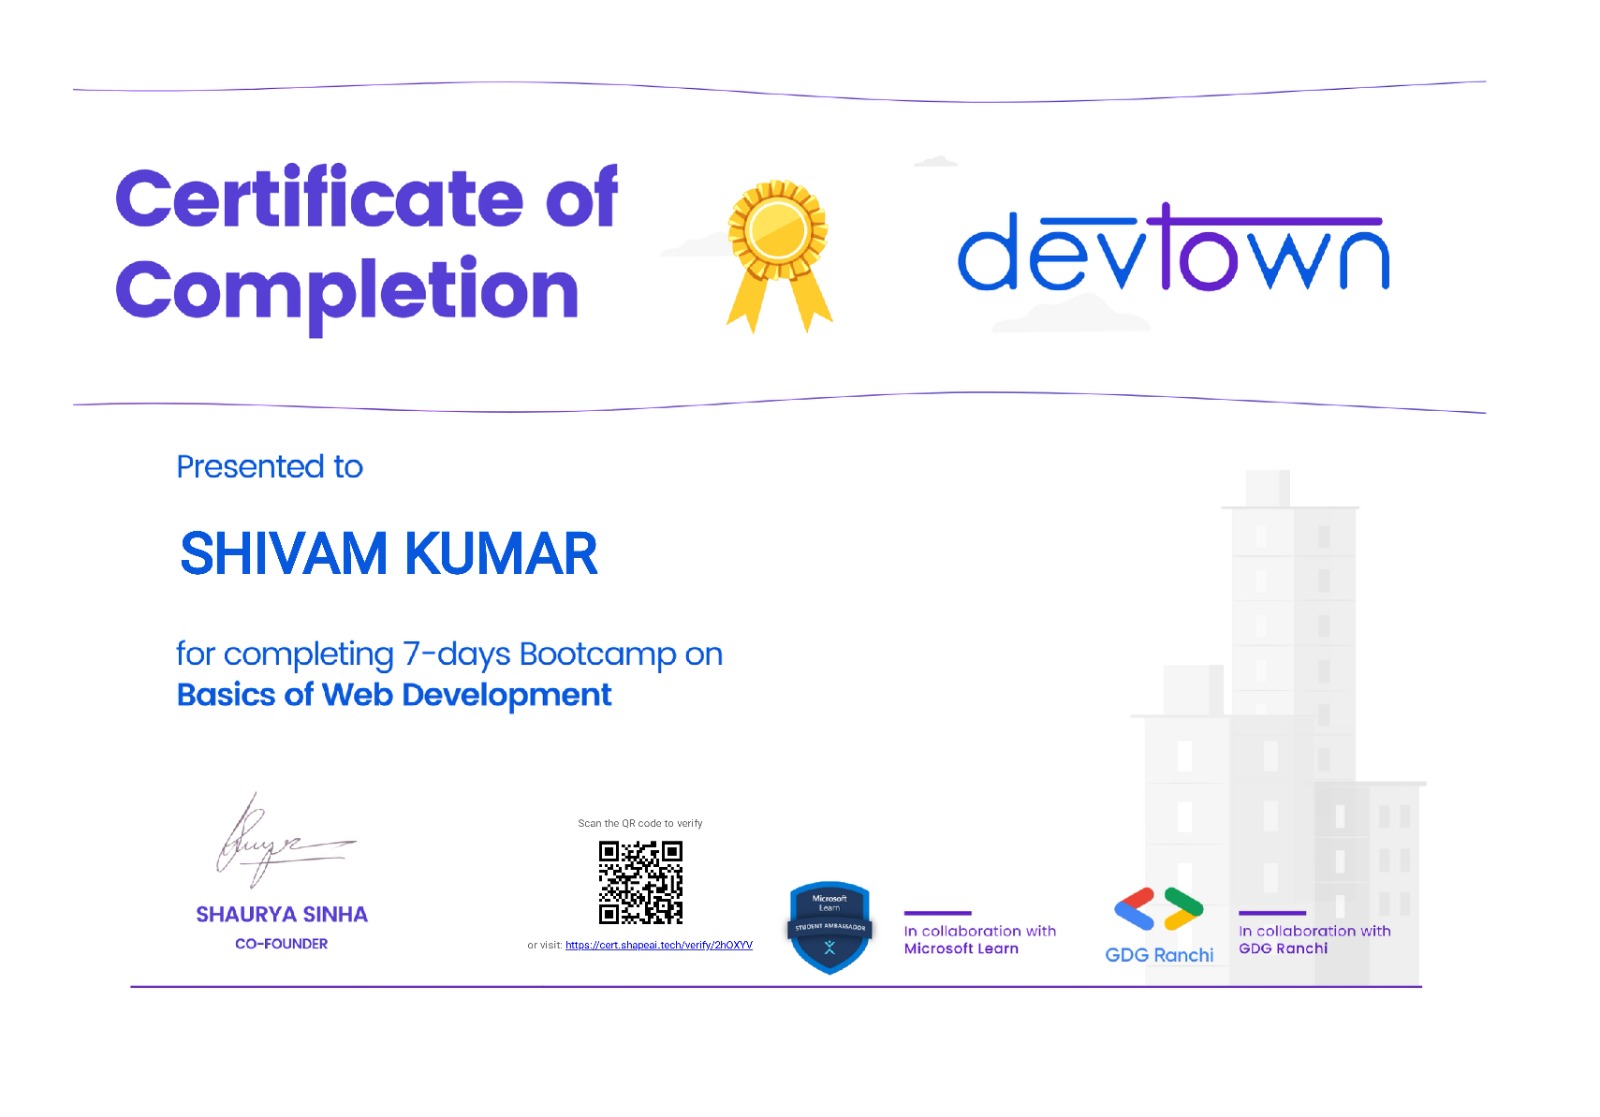 Certificate of
Completion
devtown
Presented to
SHIVAM KUMAR
for completing 7-days Bootcamp on
Basics of Web Development
SHAURYA SINHA
CO-FOUNDER
Scan the QR code to verify
or visit: https://cert.shapeai.tech/verify/2hOXYV
Microsoft
Learn
STUDENT AMBASSADOR
In collaboration with
Microsoft Learn
GDG Ranchi
In collaboration with
GDG Ranchi